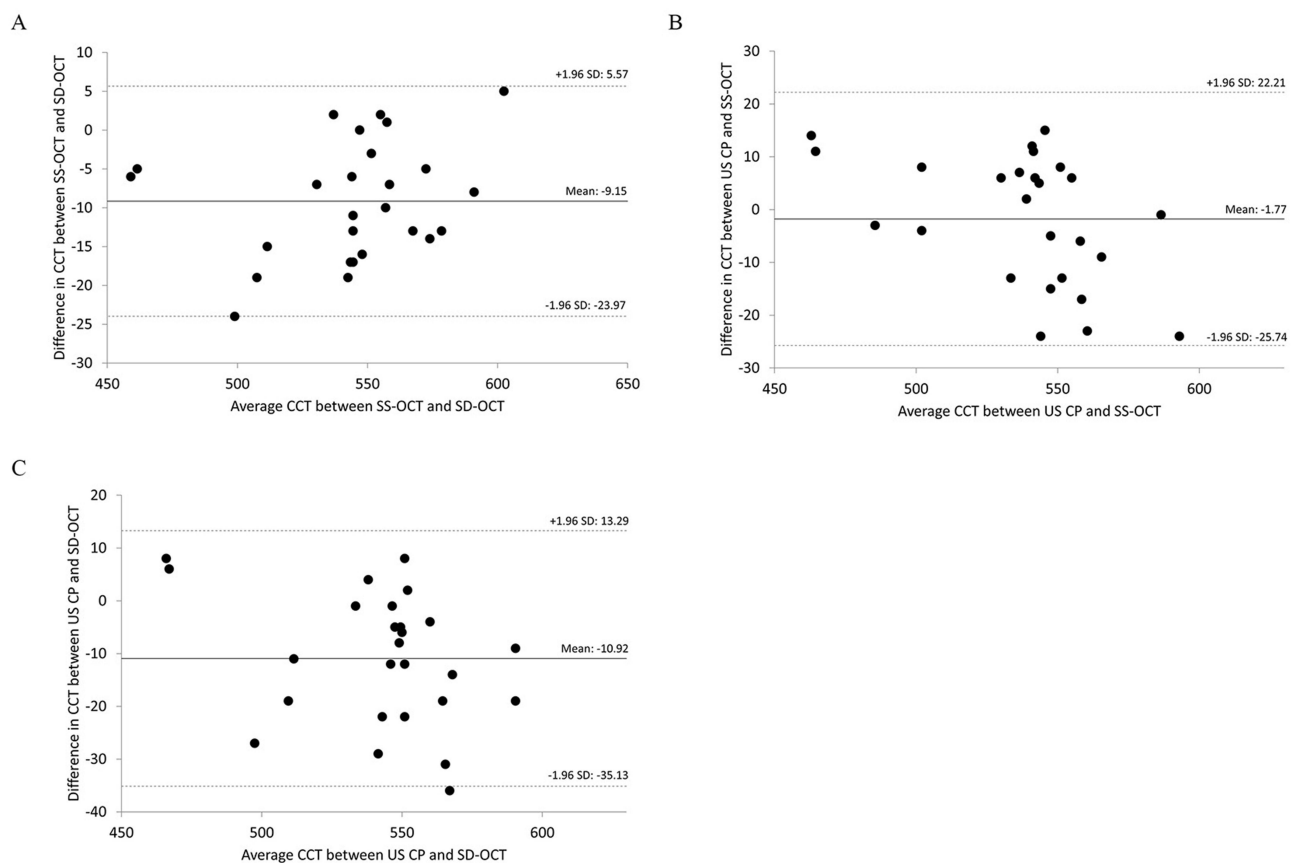 A
Difference in CCT between SS-OCT and SD-OCT
10
5
0
-5
-10
-15
-20
-25
-30
+1.96 SD: 5.57
Mean: -9.15
-1.96 SD: -23.97
450
500
550
600
650
Average CCT between SS-OCT and SD-OCT
B
Difference in CCT between US CP and SS-OCT
30
20
10
0
-10
-20
-30
+1.96 SD: 22.21
Mean: -1.77
-1.96 SD: -25.74
450
500
550
600
Average CCT between US CP and SS-OCT
C
Difference in CCT between US CP and SD-OCT
20
10
0
-10
-20
-30
-40
+1.96 SD: 13.29
Mean: -10.92
-1.96 SD: -35.13
450
500
550
600
Average CCT between US CP and SD-OCT